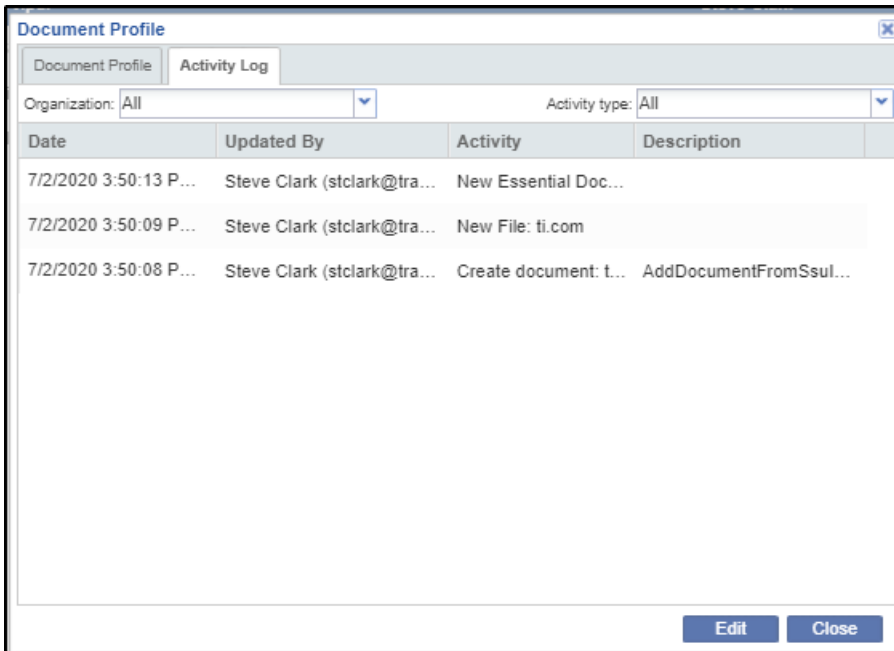 Document Profile
Document Profile Activity Log
Organization: All Activity type: All
Date Updated By Activity Description
7/2/2020 3:50:13 P... Steve Clark (stclark@tra... New Essential Doc...
7/2/2020 3:50:09 P... Steve Clark (stclark@tra... New File: ti.com
7/2/2020 3:50:08 P... Steve Clark (stclark@tra... Create document: t... AddDocumentFromSsul...
Edit Close